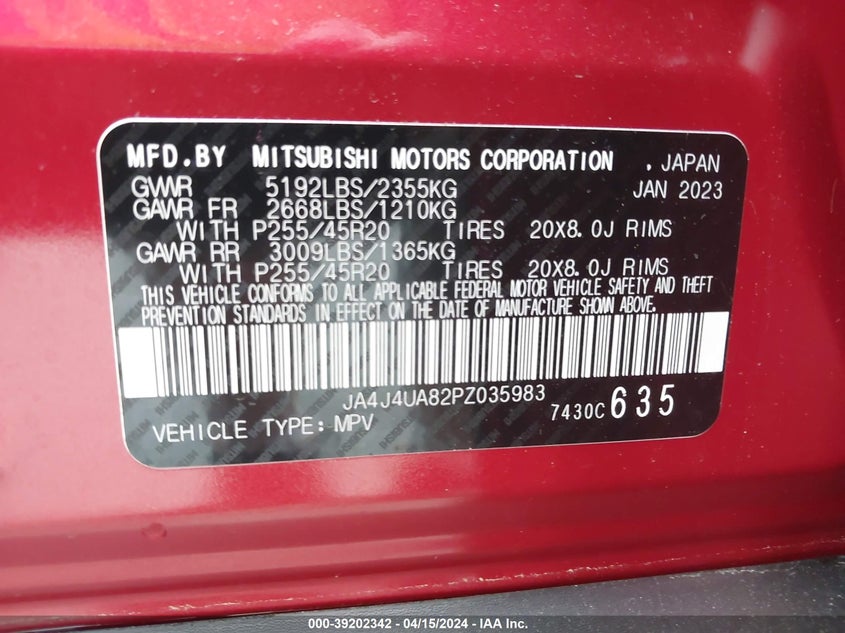 MFD.BY MITSUBISHI MOTORS CORPORATION . JAPAN
GVWR 5192LBS/2355KG JAN 2023
GAWR FR 2668LBS/1210KG
WITH P255/45R20 TIRES 20X8.0J RIMS
GAWR RR 3009LBS/1365KG
WITH P255/45R20 TIRES 20X8.0J RIMS
THIS VEHICLE CONFORMS TO ALL APPLICABLE FEDERAL MOTOR VEHICLE SAFETY AND THEFT
PREVENTION STANDARDS IN EFFECT ON THE DATE OF MANUFACTURE SHOWN ABOVE.
JA4J4UA82PZ035983
7430C 635
VEHICLE TYPE: MPV
000-39202342 - 04/15/2024 - IAA Inc.